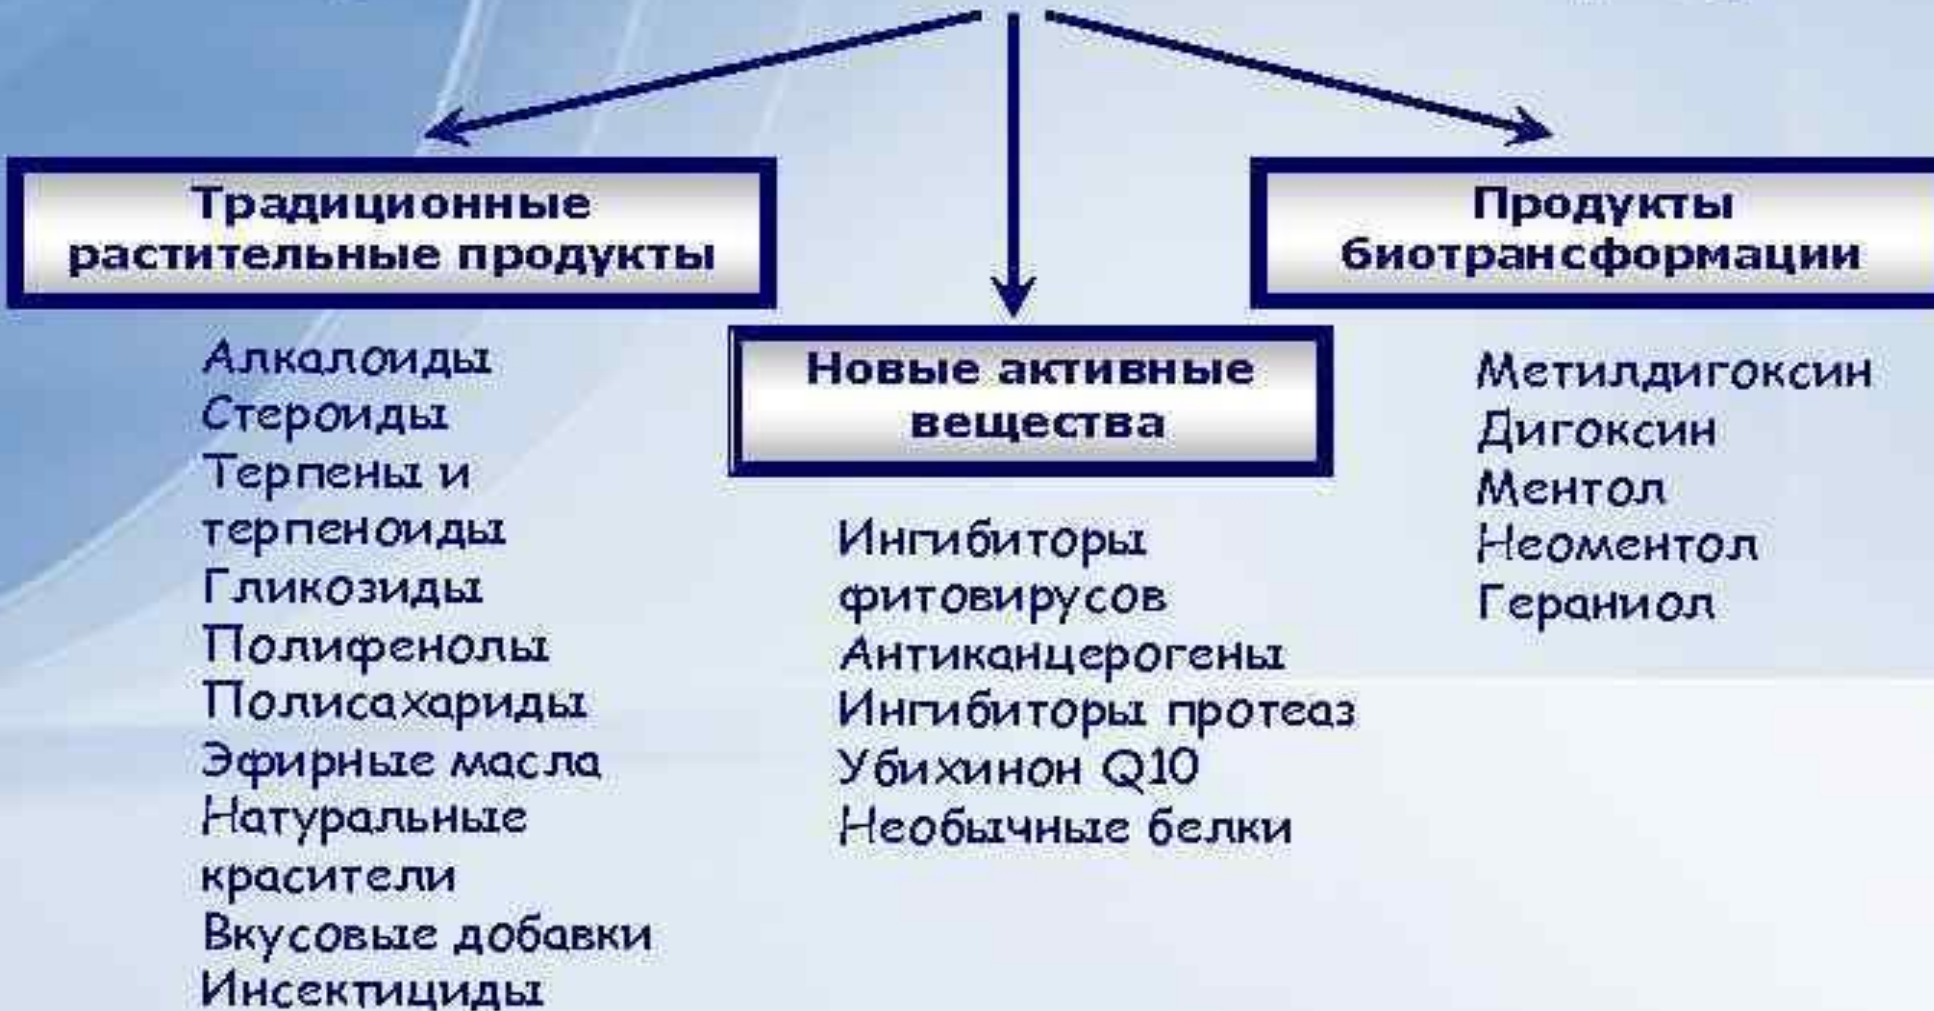 Традиционные
растительные продукты
Алкалоиды
Стероиды
Терпены и
терпеноиды
Гликозиды
Полифенолы
Полисахариды
Эфирные масла
Натуральные
красители
Вкусовые добавки
Инсектициды
Новые активные
вещества
Ингибиторы
фитовирусов
Антиканцерогены
Ингибиторы протеаз
Убихинон Q10
Необычные белки
Продукты
биотрансформации
Метилдигоксин
Дигоксин
Ментол
Неоментол
Гераниол